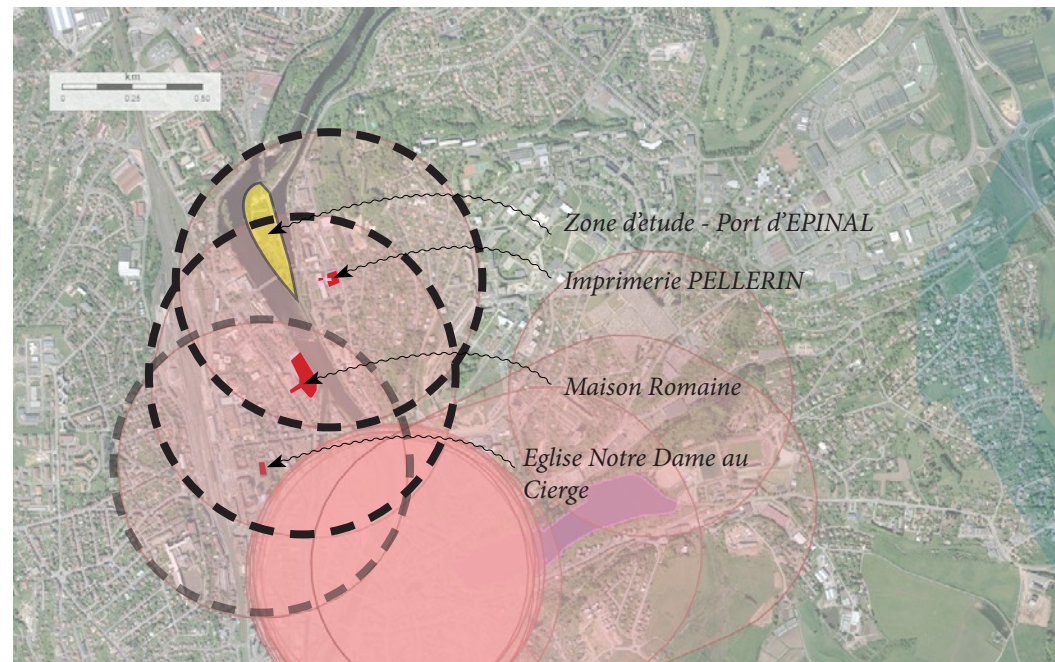 km
0 0.25 0.50
Zone d'etude - Port d'EPINAL
Imprimerie PELLERIN
Maison Romaine
Eglise Notre Dame au
Cierge